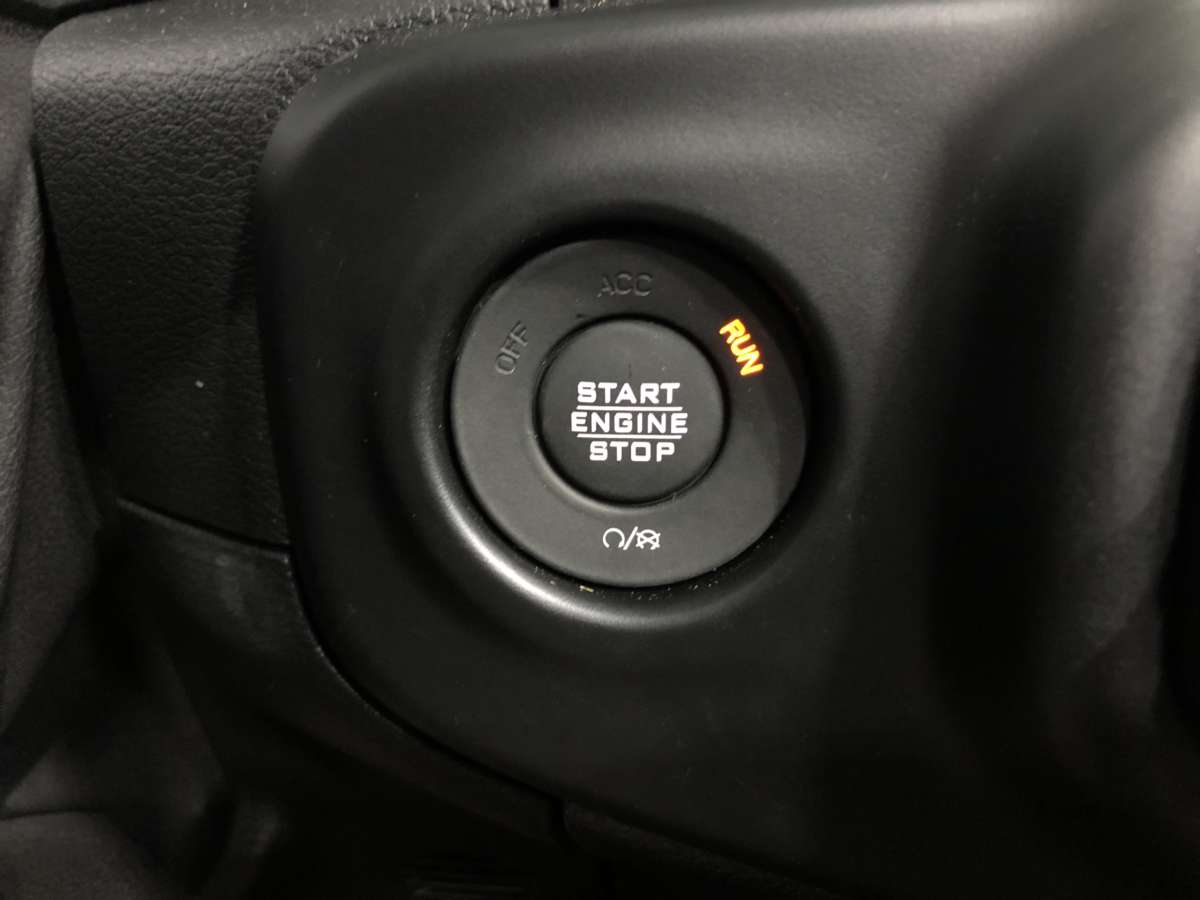 ACC
OFF
RUN
START
ENGINE
STOP